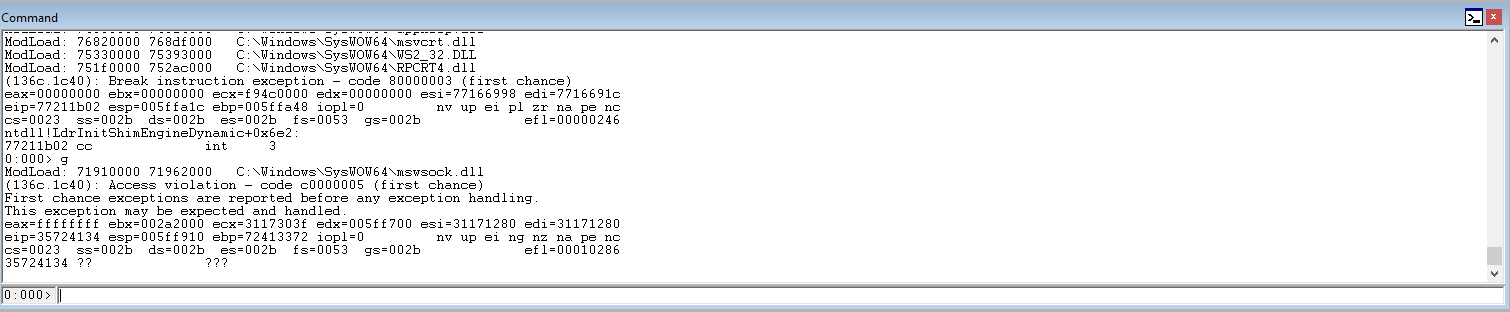 Command
ModLoad: 76820000 768df000   C:\Windows\SysWOW64\msvcrt.dll
ModLoad: 75330000 75393000   C:\Windows\SysWOW64\WS2_32.DLL
ModLoad: 751f0000 752ac000   C:\Windows\SysWOW64\RPCRT4.dll
(136c.1c40): Break instruction exception - code 80000003 (first chance)
eax=00000000 ebx=00000000 ecx=f94c0000 edx=00000000 esi=77166998 edi=7716691c
eip=77211b02 esp=005ffa1c ebp=005ffa48 iopl=0         nv up ei pl zr na pe nc
cs=0023  ss=002b  ds=002b  es=002b  fs=0053  gs=002b             efl=00000246
ntdll!LdrInitShimEngineDynamic+0x6e2:
77211b02 cc              int     3
0:000> g
ModLoad: 71910000 71962000   C:\Windows\SysWOW64\mswsock.dll
(136c.1c40): Access violation - code c0000005 (first chance)
First chance exceptions are reported before any exception handling.
This exception may be expected and handled.
eax=ffffffff ebx=002a2000 ecx=3117303f edx=005ff700 esi=31171280 edi=31171280
eip=35724134 esp=005ff910 ebp=72413372 iopl=0         nv up ei ng nz na pe nc
cs=0023  ss=002b  ds=002b  es=002b  fs=0053  gs=002b             efl=00010286
35724134 ??              ???
0:000>